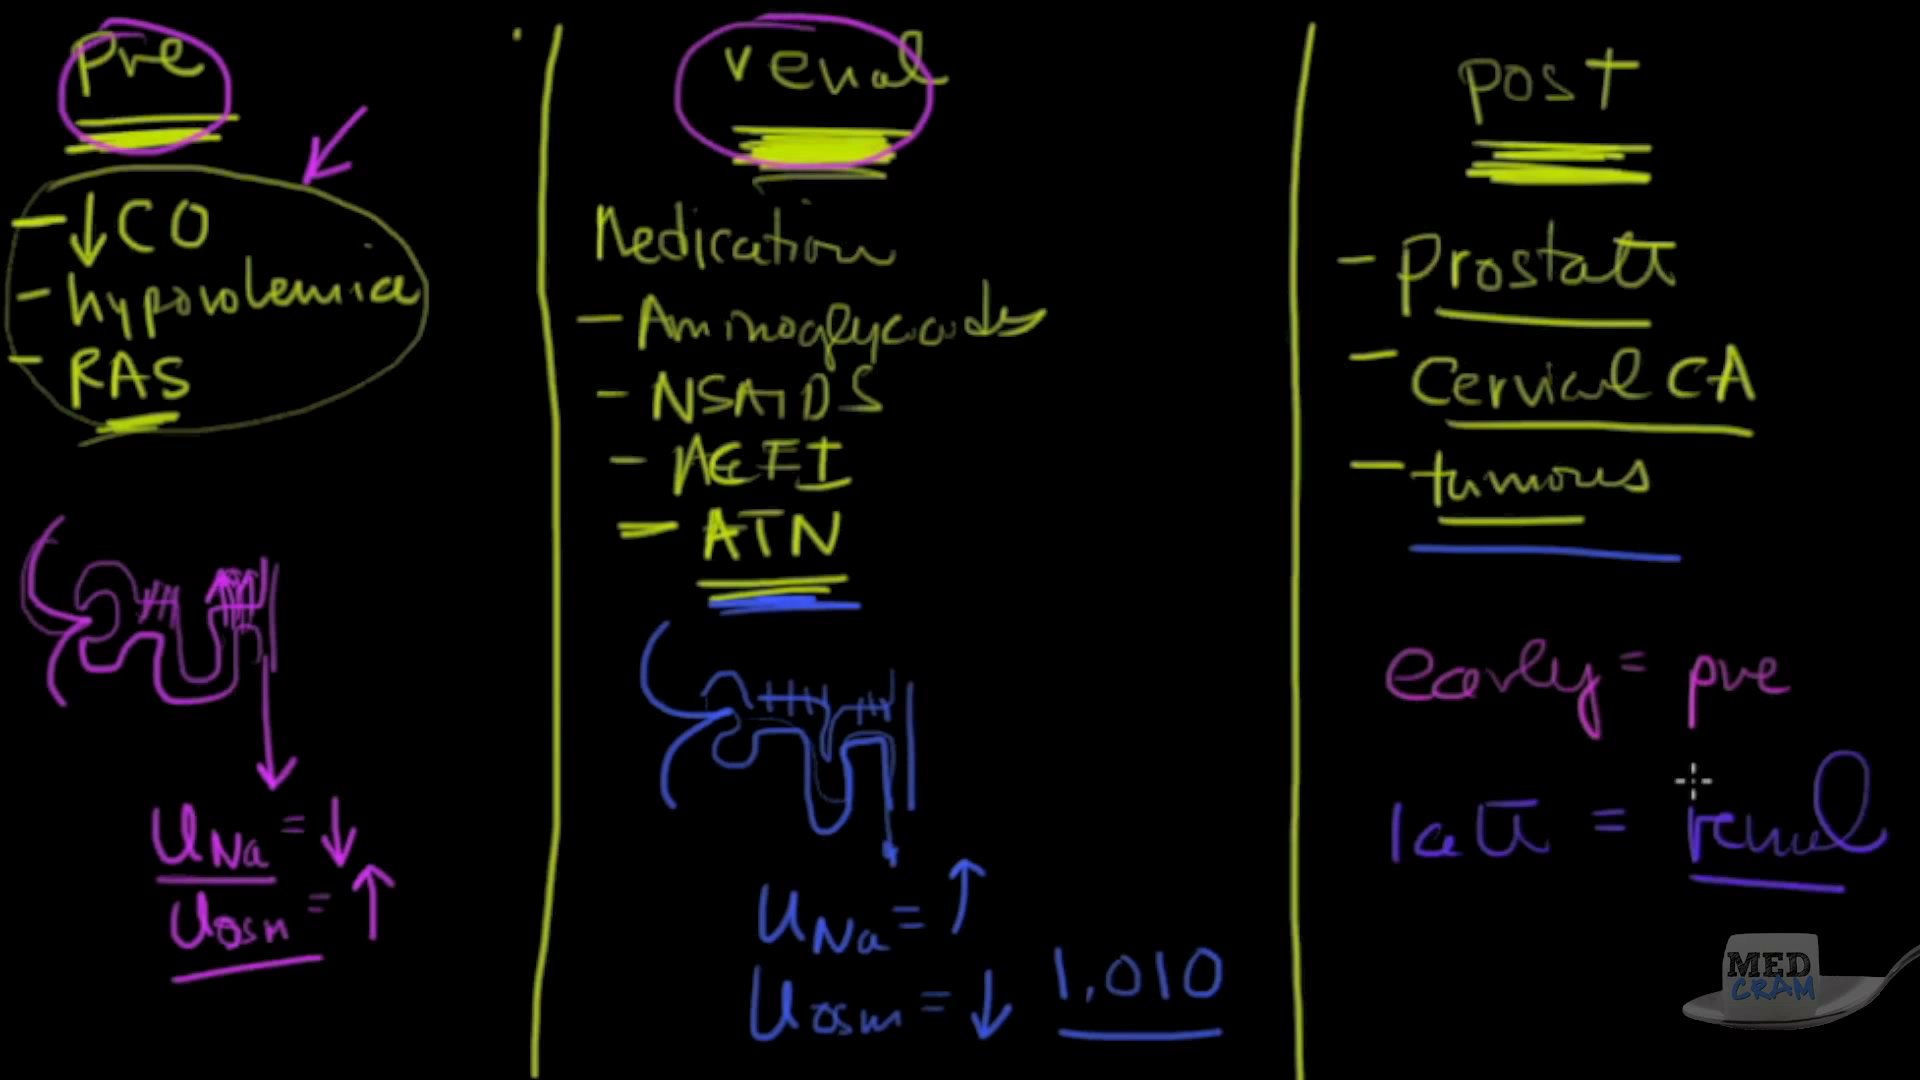 pre
- ↓ CO
- hypovolemia
- RAS
UNa = ↓
Uosm = ↑
renal
Medication
- Aminoglycosides
- NSAIDS
- ACEI
- ATN
UNa = ↑
Uosm = ↓ 1.010
post
- Prostate
- Cervical CA
- tumors
early = pre
late = renal
MED
CRAM